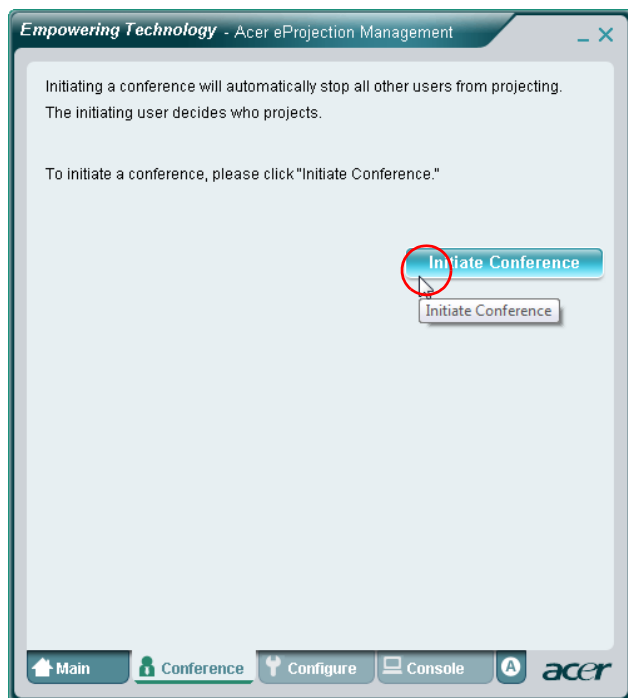 Empowering Technology - Acer eProjection Management
Initiating a conference will automatically stop all other users from projecting.
The initiating user decides who projects.
To initiate a conference, please click "Initiate Conference."
Initiate Conference
Initiate Conference
Main Conference Configure Console A acer